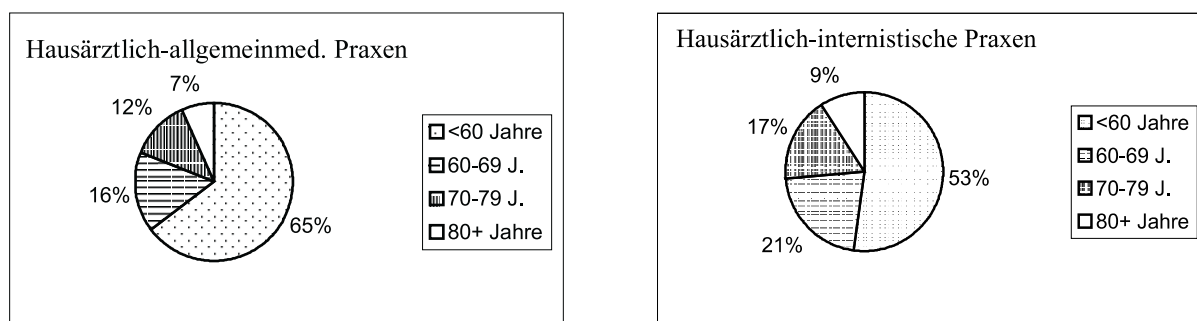 Hausärztlich-allgemeinmed. Praxen
7%
12%
16%
65%
<60 Jahre
60-69 J.
70-79 J.
80+ Jahre
Hausärztlich-internistische Praxen
9%
17%
53%
21%
<60 Jahre
60-69 J.
70-79 J.
80+ Jahre